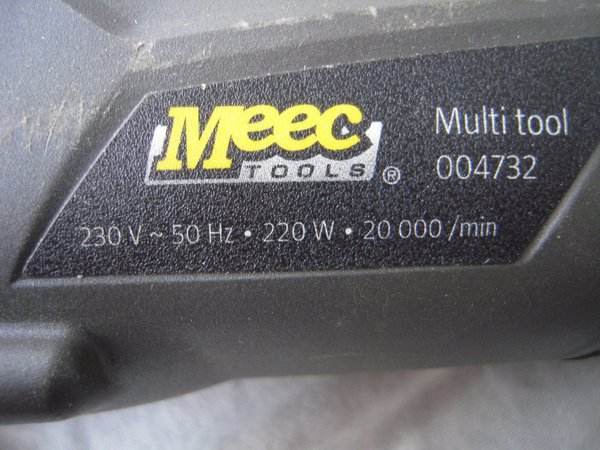 Meec
TOOLS ®
Multi tool
004732
230 V ~ 50 Hz • 220 W • 20 000 /min